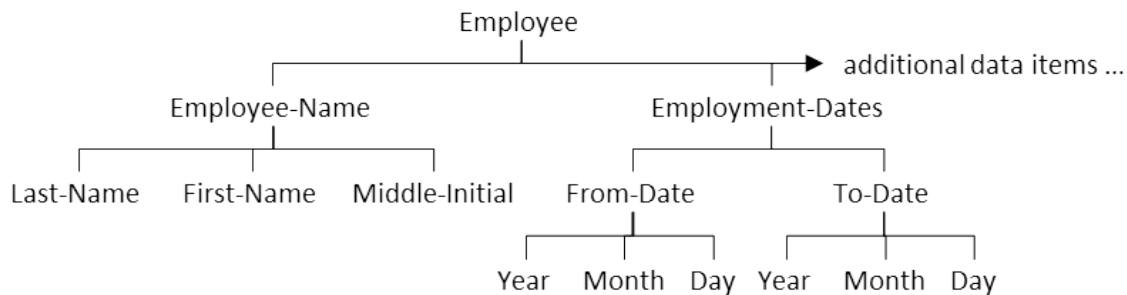 Employee
additional data items ...
Employee-Name Employment-Dates
Last-Name First-Name Middle-Initial From-Date To-Date
Year Month Day Year Month Day